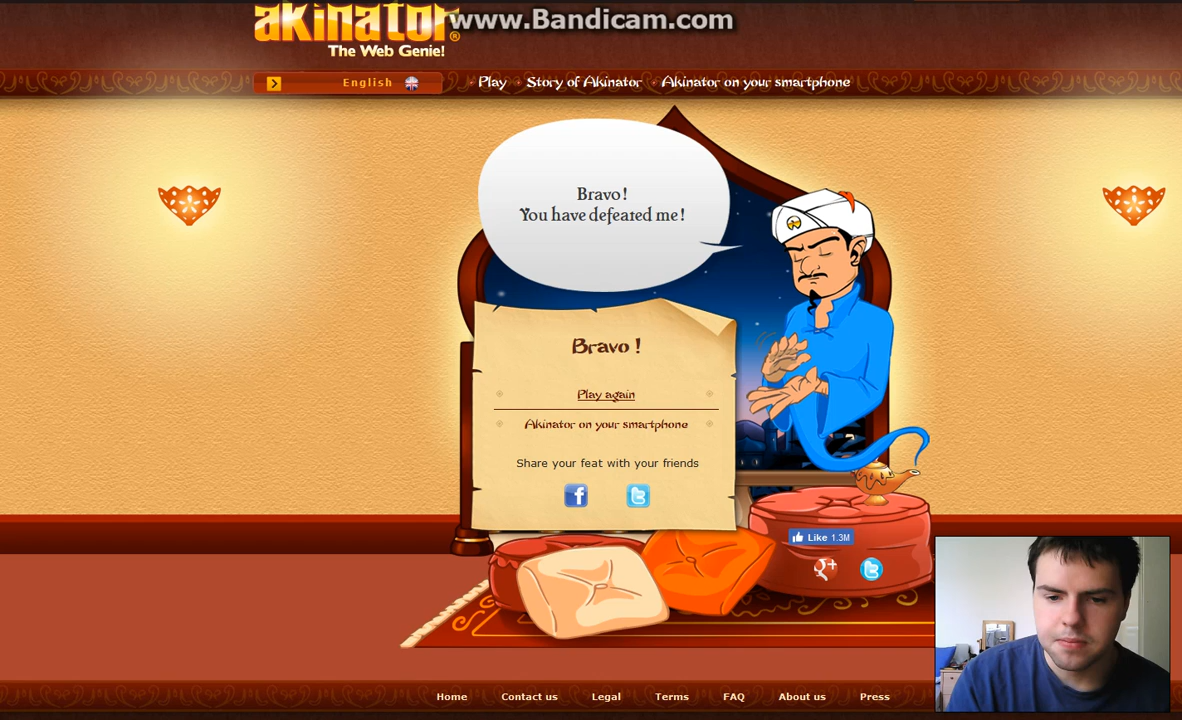 akinator®
www.Bandicam.com
The Web Genie!
English
Play
Story of Akinator
Akinator on your smartphone
Bravo!
You have defeated me!
Bravo !
Play again
Akinator on your smartphone
Share your feat with your friends
Like 1.3M
Home
Contact us
Legal
Terms
FAQ
About us
Press